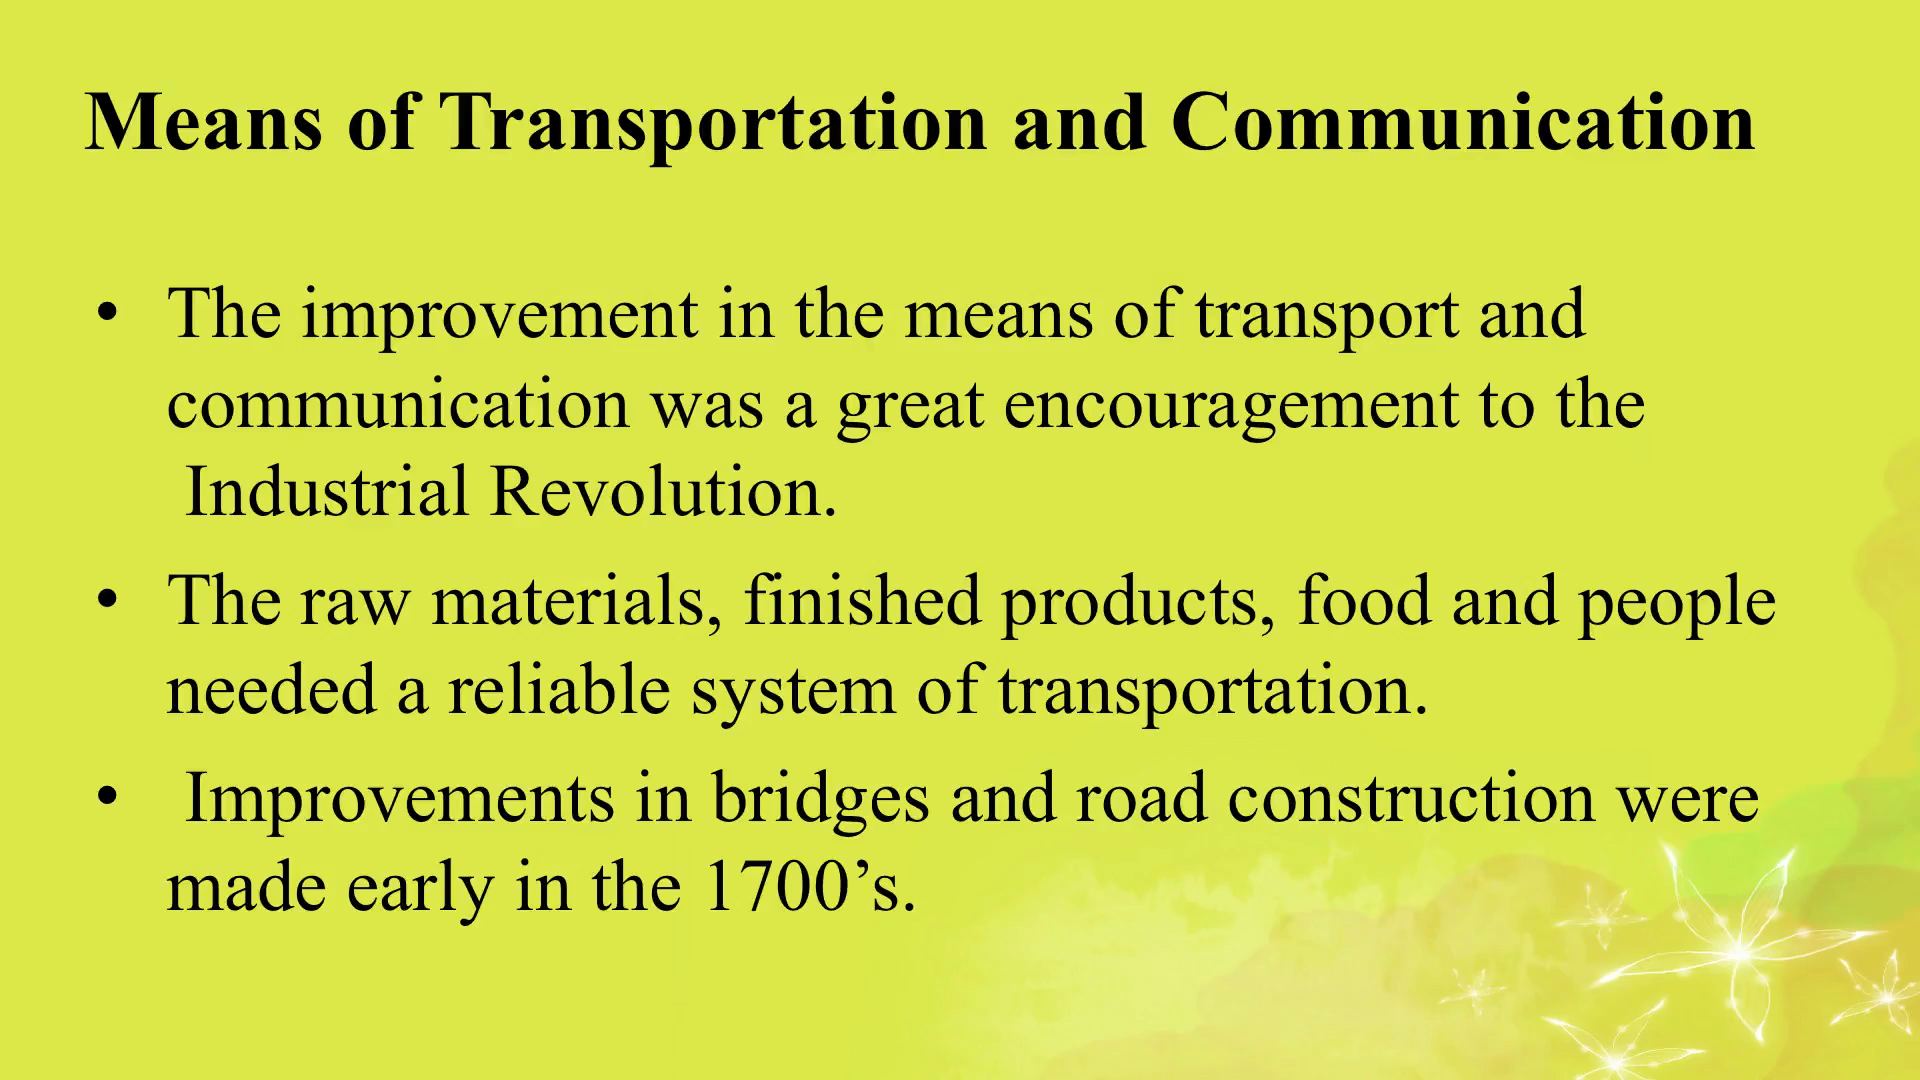 Means of Transportation and Communication
• The improvement in the means of transport and
communication was a great encouragement to the
Industrial Revolution.
• The raw materials, finished products, food and people
needed a reliable system of transportation.
• Improvements in bridges and road construction were
made early in the 1700’s.